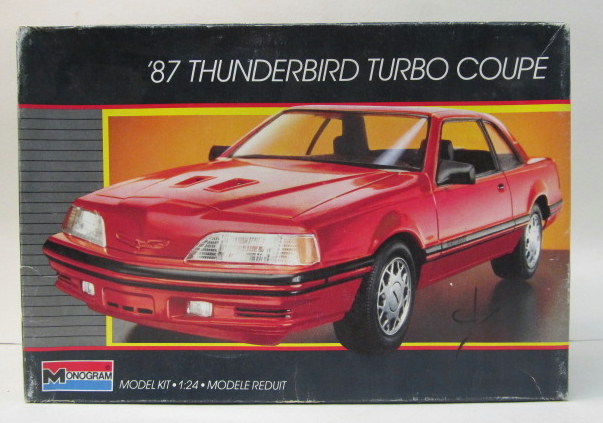 '87 THUNDERBIRD TURBO COUPE
MONOGRAM®
MODEL KIT • 1:24 • MODELE REDUIT